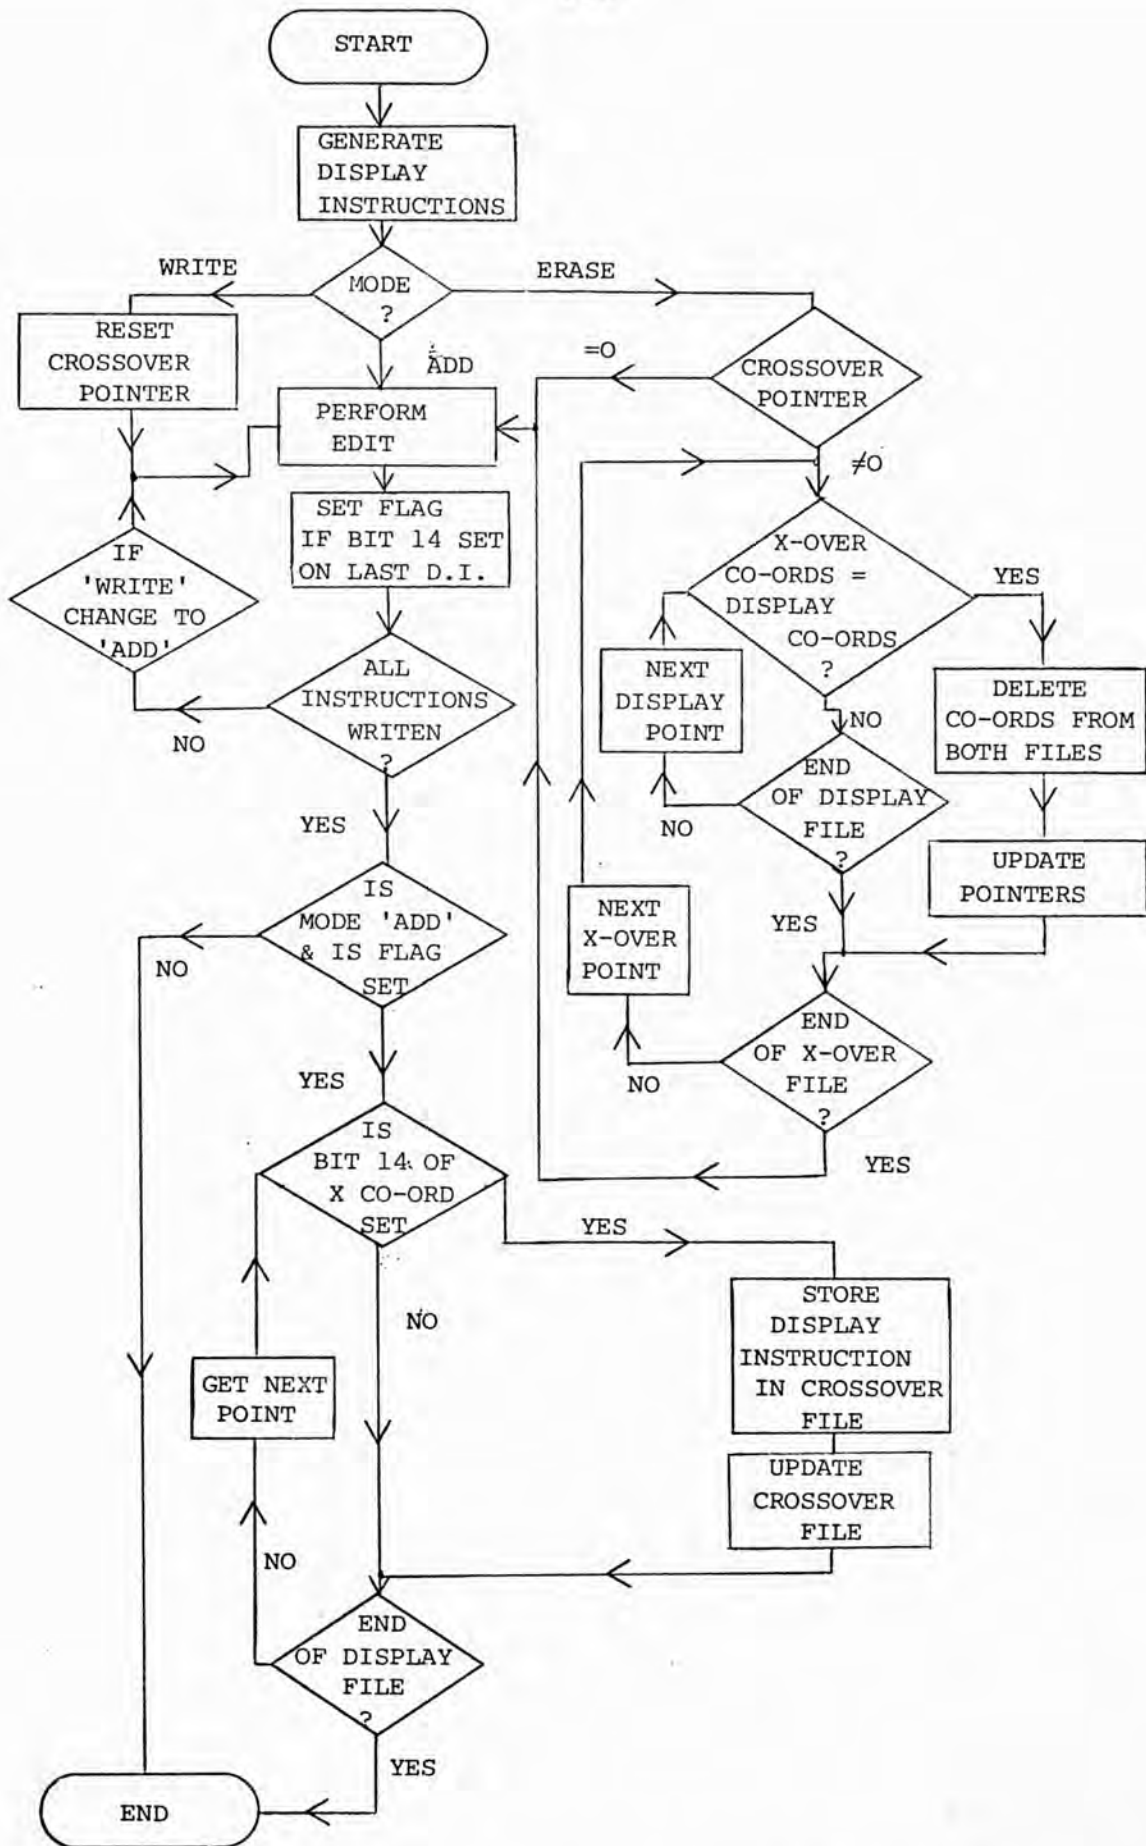 START
GENERATE
DISPLAY
INSTRUCTIONS
WRITE
MODE
?
ERASE
ADD
RESET
CROSSOVER
POINTER
PERFORM
EDIT
=O
CROSSOVER
POINTER
≠O
SET FLAG
IF BIT 14 SET
ON LAST D.I.
IF
'WRITE'
CHANGE TO
'ADD'
ALL
INSTRUCTIONS
WRITEN
?
NO
YES
X-OVER
CO-ORDS =
DISPLAY
CO-ORDS
?
YES
NO
NEXT
DISPLAY
POINT
DELETE
CO-ORDS FROM
BOTH FILES
END
OF DISPLAY
FILE
?
NO
YES
UPDATE
POINTERS
NEXT
X-OVER
POINT
END
OF X-OVER
FILE
?
NO
YES
IS
MODE 'ADD'
& IS FLAG
SET
NO
YES
IS
BIT 14 OF
X CO-ORD
SET
YES
NO
STORE
DISPLAY
INSTRUCTION
IN CROSSOVER
FILE
UPDATE
CROSSOVER
FILE
GET NEXT
POINT
NO
END
OF DISPLAY
FILE
?
YES
END